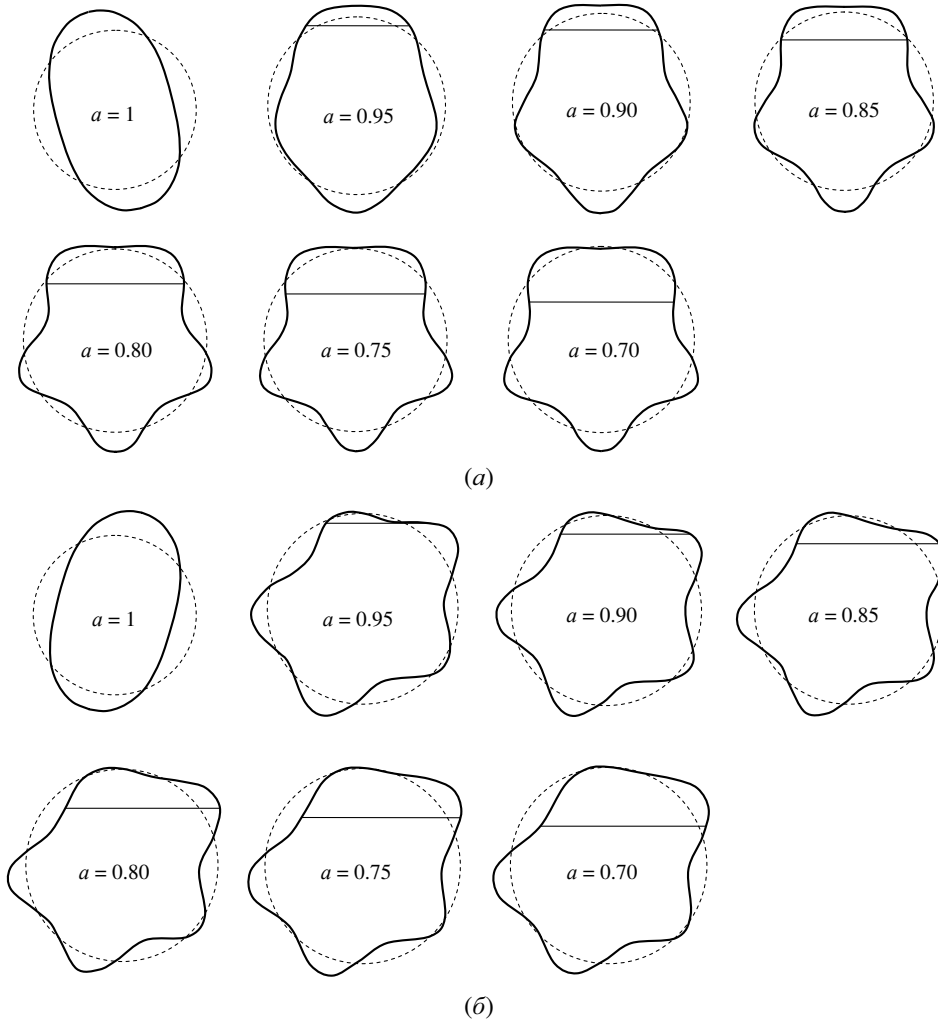 a = 1
a = 0.95
a = 0.90
a = 0.85
a = 0.80
a = 0.75
a = 0.70
(а)
a = 1
a = 0.95
a = 0.90
a = 0.85
a = 0.80
a = 0.75
a = 0.70
(б)